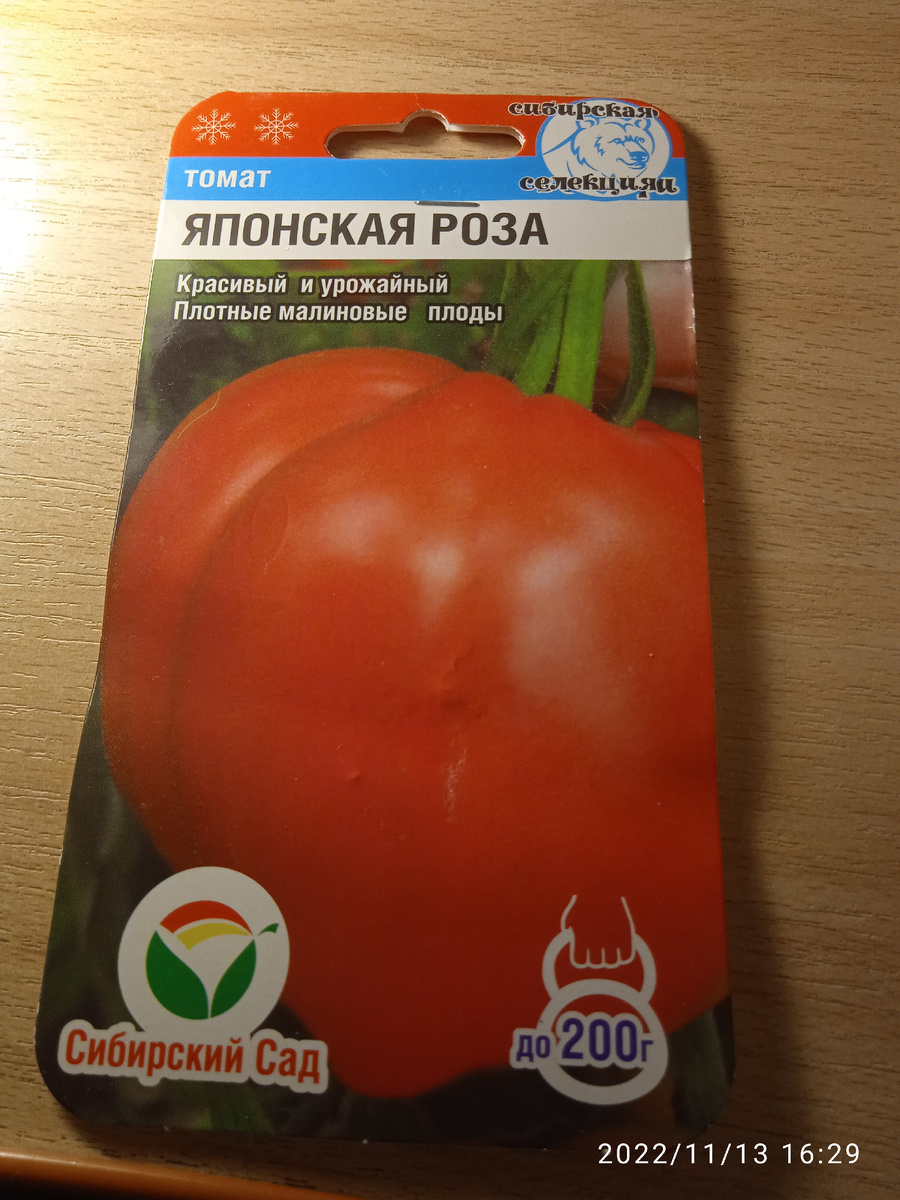 сибирская
селекция
томат
ЯПОНСКАЯ РОЗА
Красивый и урожайный
Плотные малиновые плоды
Сибирский Сад
до 200г
2022/11/13 16:29